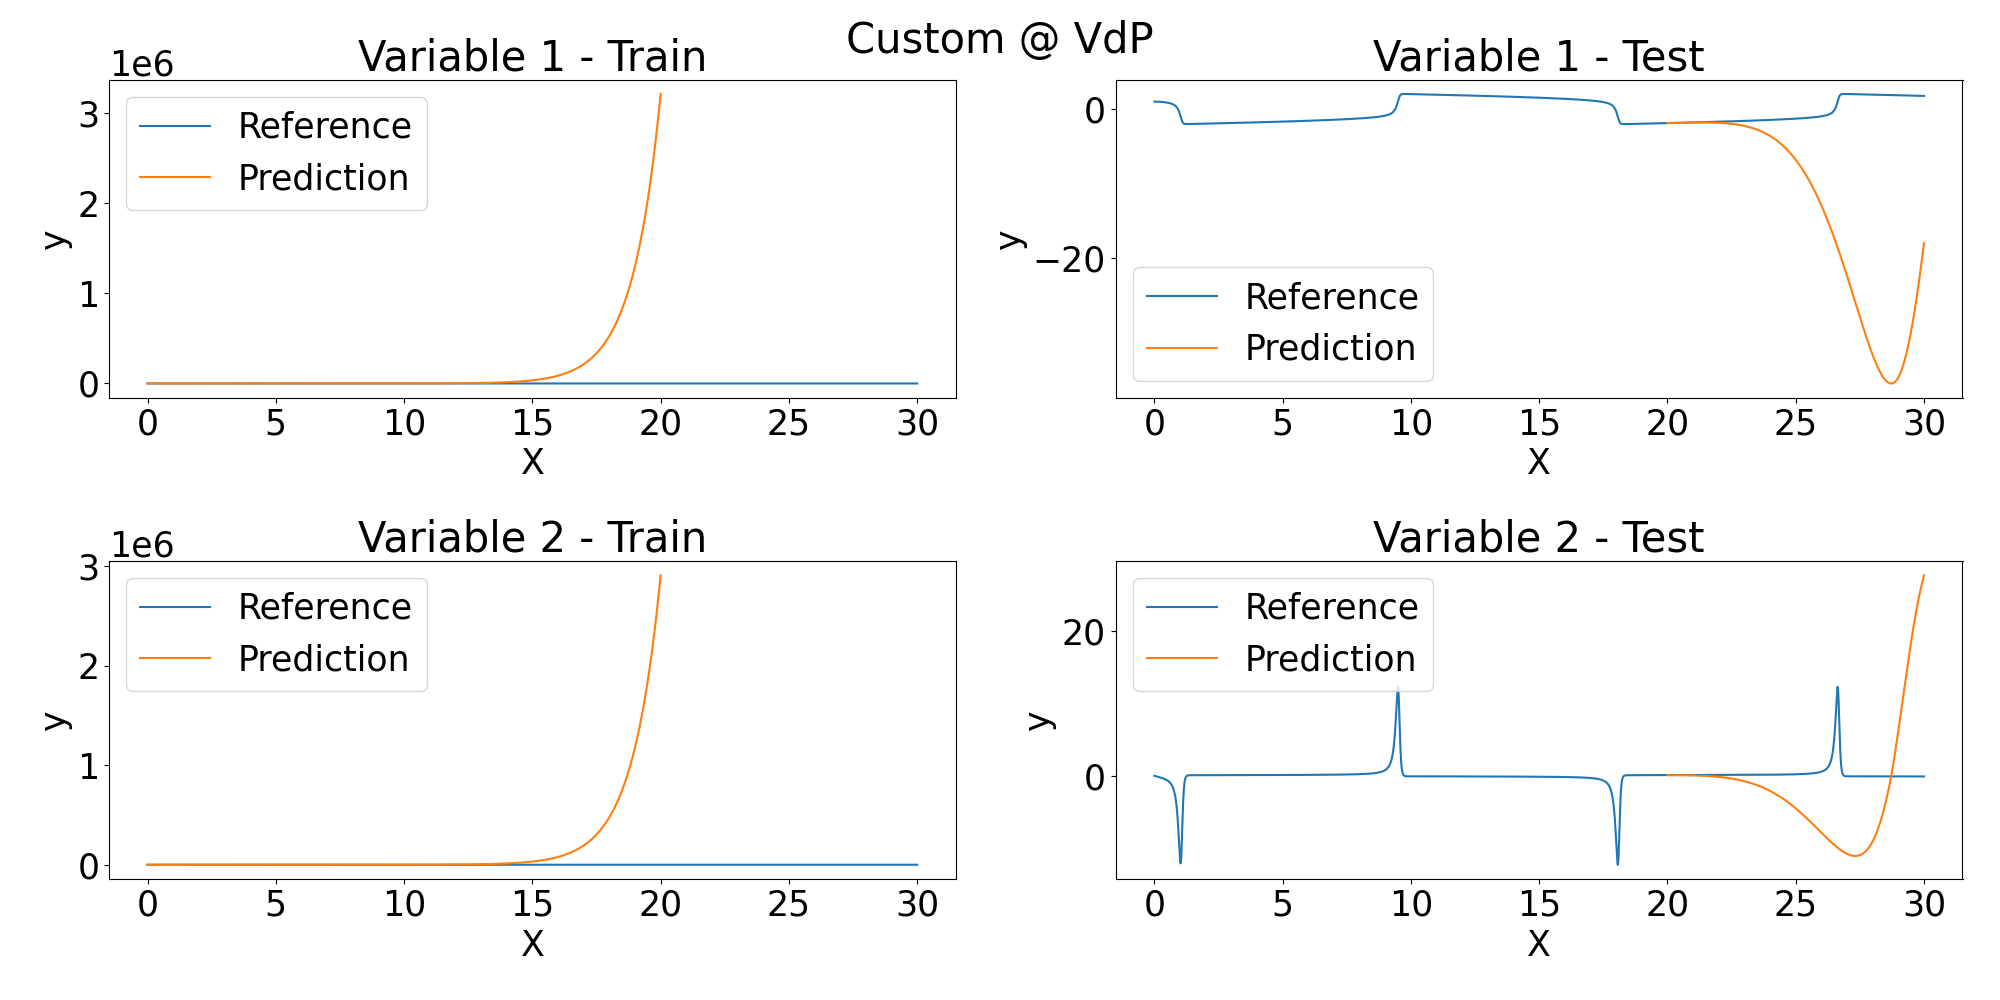 Custom @ VdP
Variable 1 - Train
1e6
3
2
1
0
y
Reference
Prediction
0 5 10 15 20 25 30
X
Variable 1 - Test
0
−20
y
Reference
Prediction
0 5 10 15 20 25 30
X
Variable 2 - Train
1e6
3
2
1
0
y
Reference
Prediction
0 5 10 15 20 25 30
X
Variable 2 - Test
20
0
y
Reference
Prediction
0 5 10 15 20 25 30
X